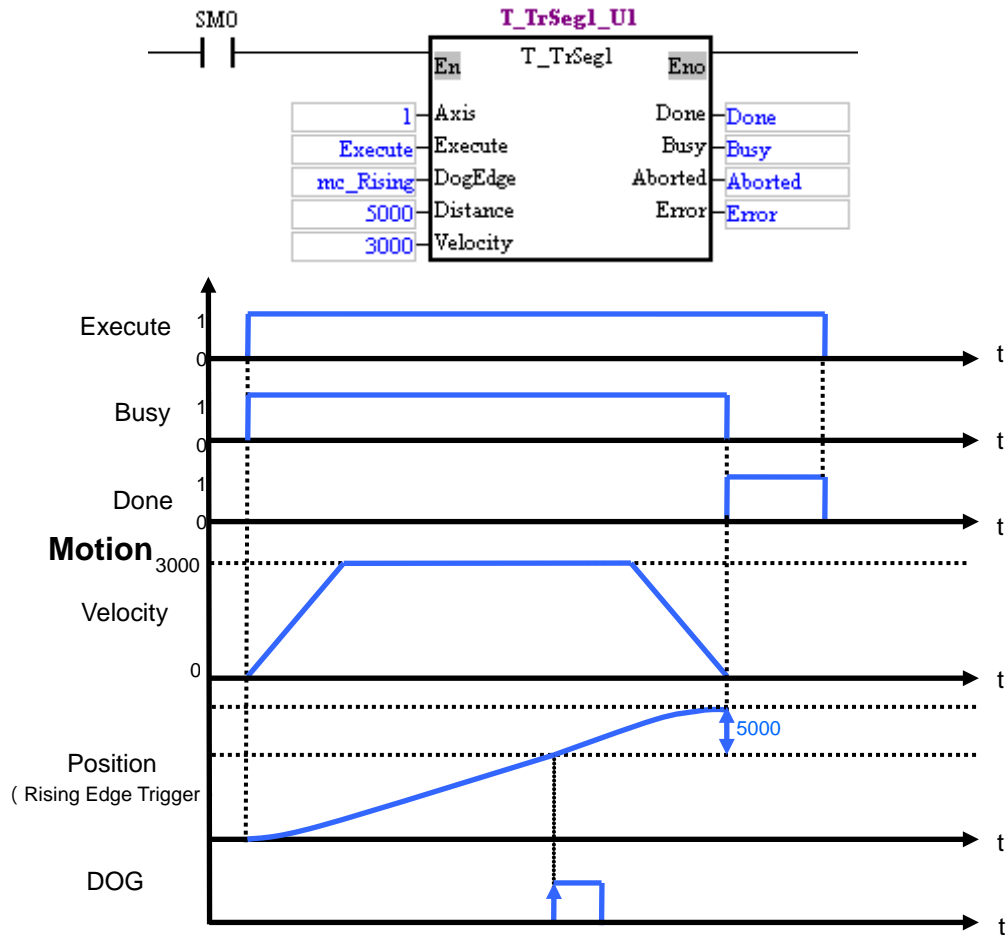 SM0
T_TrSeg1_U1
T_TrSeg1
En Eno
1 Axis Done Done
Execute Execute Busy Busy
mc_Rising DogEdge Aborted Aborted
5000 Distance Error Error
3000 Velocity
Execute
1
0
t
Busy
1
0
t
Done
1
0
t
Motion
3000
Velocity
0
t
5000
Position
( Rising Edge Trigger
t
DOG
t